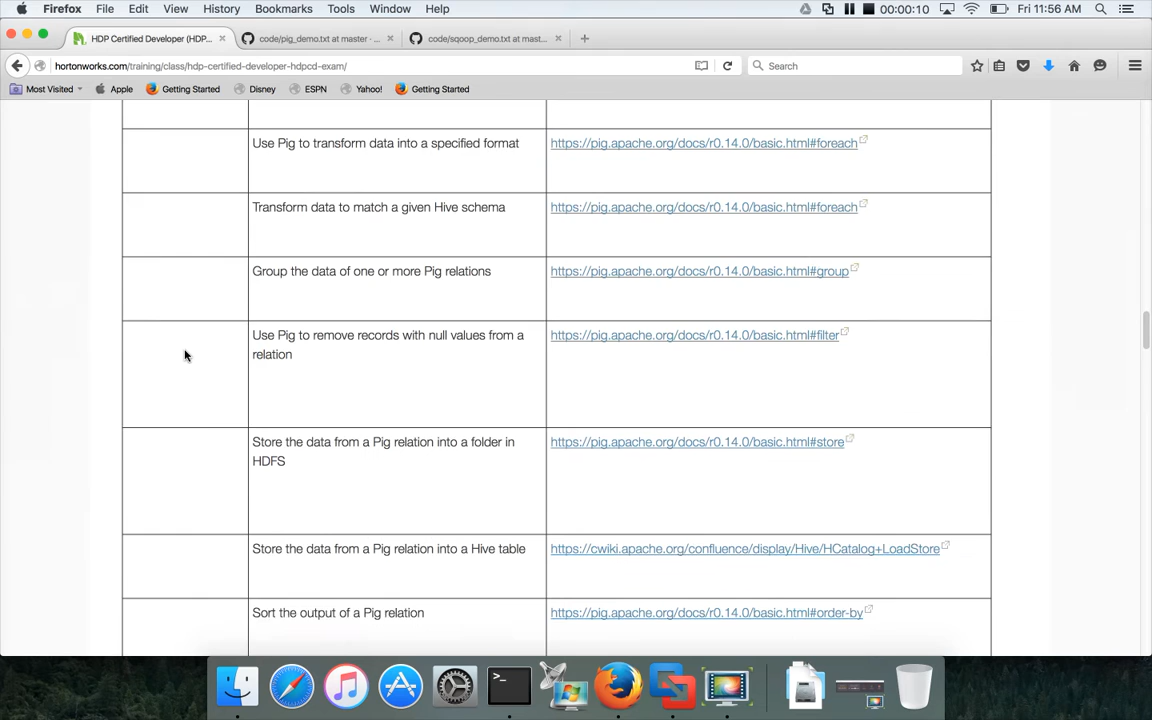 Firefox File Edit View History Bookmarks Tools Window Help 00:00:10 Fri 11:56 AM
HDP Certified Developer (HDP... code/pig_demo.txt at master · ... code/sqoop_demo.txt at mast...
hortonworks.com/training/class/hdp-certified-developer-hdpcd-exam/ Search
Most Visited Apple Getting Started Disney ESPN Yahoo! Getting Started
Use Pig to transform data into a specified format https://pig.apache.org/docs/r0.14.0/basic.html#foreach
Transform data to match a given Hive schema https://pig.apache.org/docs/r0.14.0/basic.html#foreach
Group the data of one or more Pig relations https://pig.apache.org/docs/r0.14.0/basic.html#group
Use Pig to remove records with null values from a https://pig.apache.org/docs/r0.14.0/basic.html#filter
relation
Store the data from a Pig relation into a folder in https://pig.apache.org/docs/r0.14.0/basic.html#store
HDFS
Store the data from a Pig relation into a Hive table https://cwiki.apache.org/confluence/display/Hive/HCatalog+LoadStore
Sort the output of a Pig relation https://pig.apache.org/docs/r0.14.0/basic.html#order-by